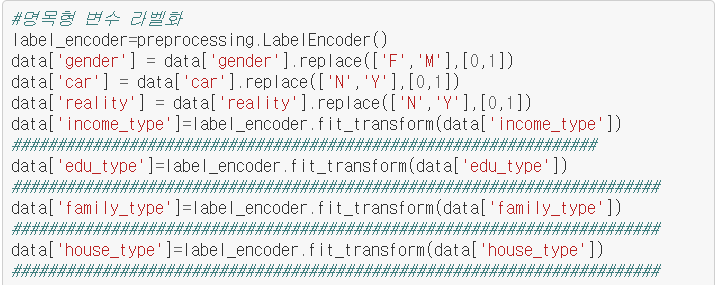 #명목형 변수 라벨화
label_encoder=preprocessing.LabelEncoder()
data['gender'] = data['gender'].replace(['F','M'],[0,1])
data['car'] = data['car'].replace(['N','Y'],[0,1])
data['reality'] = data['reality'].replace(['N','Y'],[0,1])
data['income_type']=label_encoder.fit_transform(data['income_type'])
###########################################################
data['edu_type']=label_encoder.fit_transform(data['edu_type'])
#################################################################
data['family_type']=label_encoder.fit_transform(data['family_type'])
#################################################################
data['house_type']=label_encoder.fit_transform(data['house_type'])
#################################################################